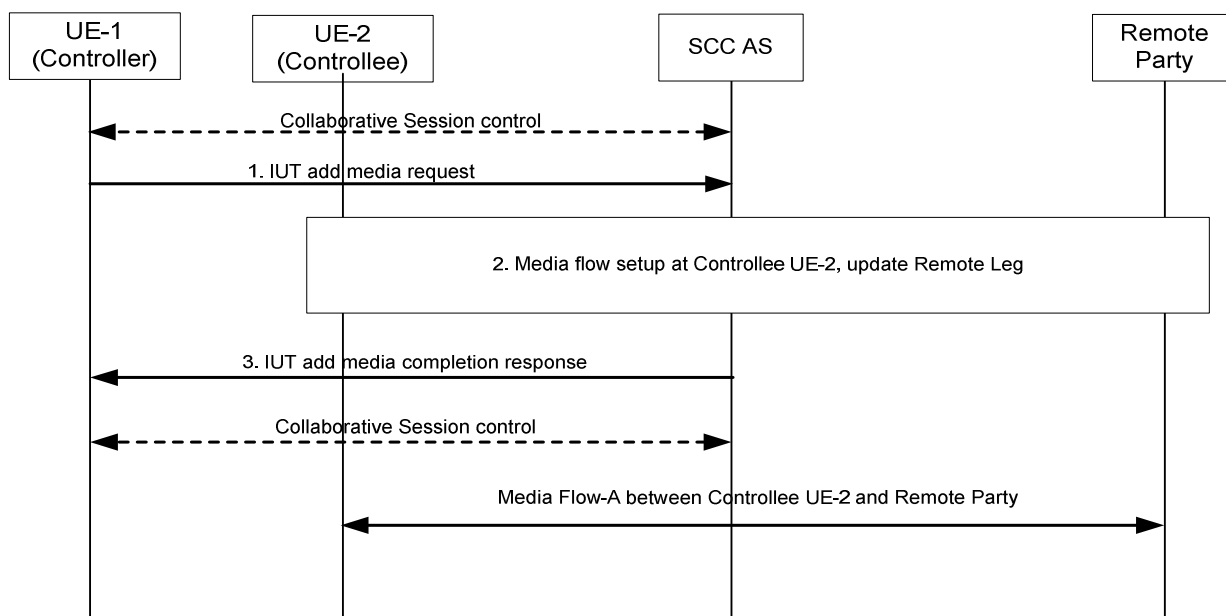 UE-1
(Controller)
UE-2
(Controllee)
SCC AS
Remote
Party
Collaborative Session control
1. IUT add media request
2. Media flow setup at Controllee UE-2, update Remote Leg
3. IUT add media completion response
Collaborative Session control
Media Flow-A between Controllee UE-2 and Remote Party